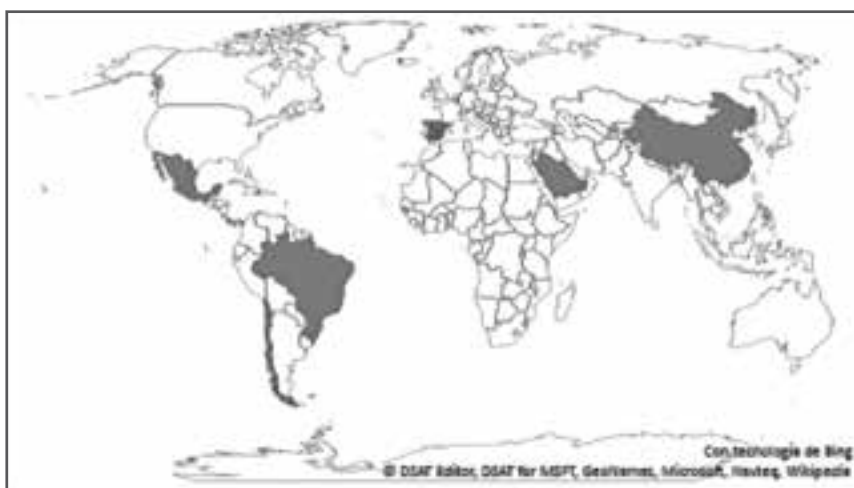 Con tecnología de Bing
© DSAT Editor, DSAT for MSFT, GeoNames, Microsoft, Navteq, Wikipedia